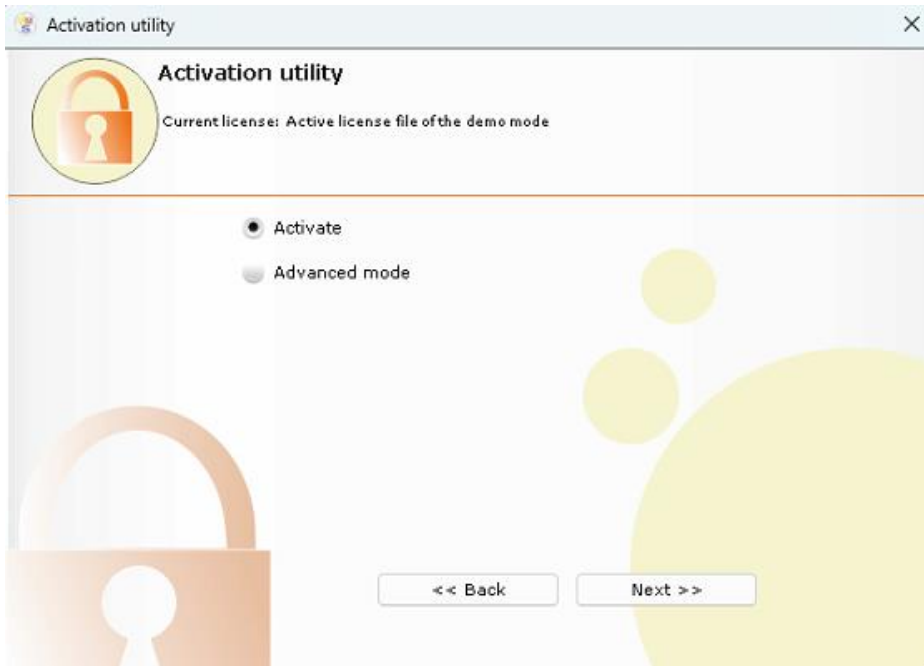 Activation utility
Activation utility
Current license: Active license file of the demo mode
Activate
Advanced mode
<< Back
Next >>